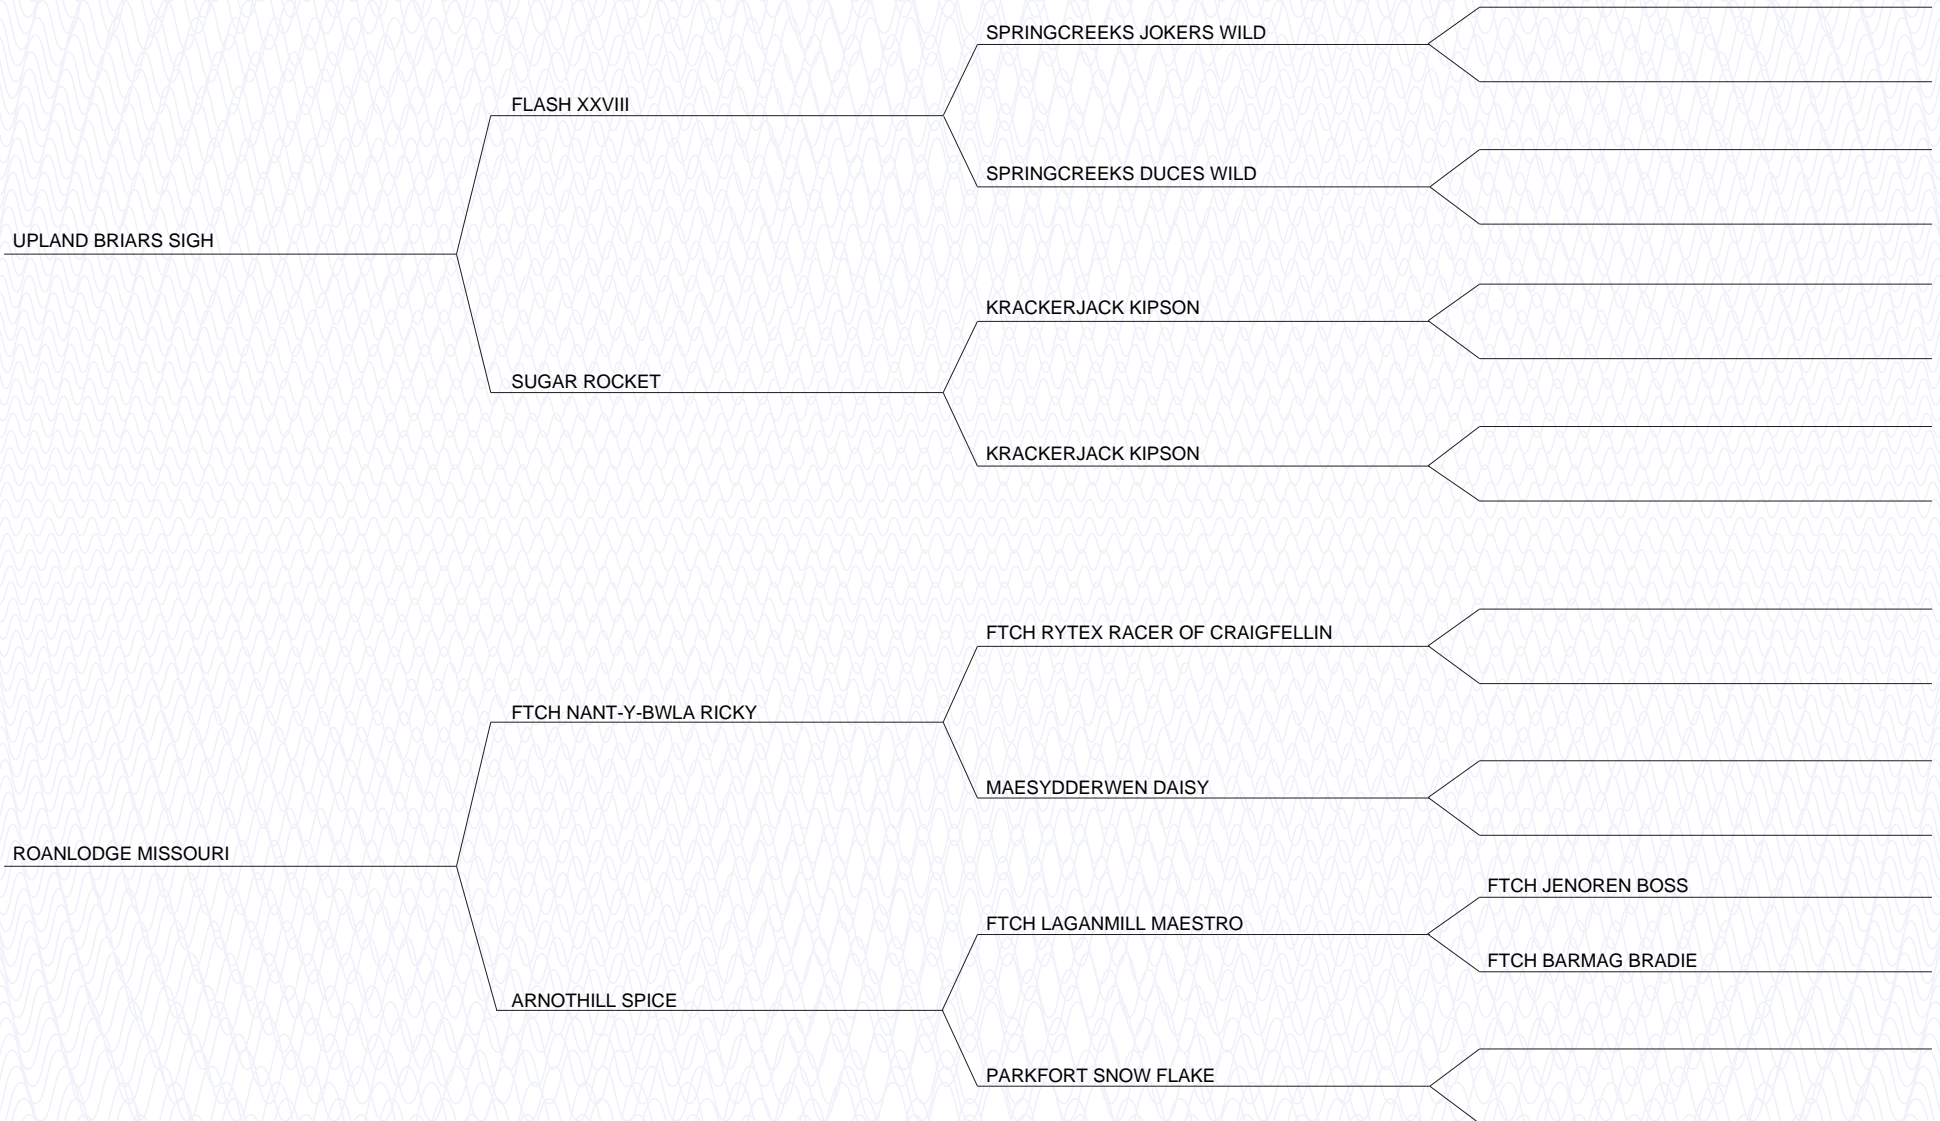 SPRINGCREEKS JOKERS WILD
FLASH XXVIII
SPRINGCREEKS DUCES WILD
UPLAND BRIARS SIGH
KRACKERJACK KIPSON
SUGAR ROCKET
KRACKERJACK KIPSON
FTCH RYTEX RACER OF CRAIGFELLIN
FTCH NANT-Y-BWLA RICKY
MAESYDDERWEN DAISY
ROANLODGE MISSOURI
FTCH JENOREN BOSS
FTCH LAGANMILL MAESTRO
FTCH BARMAG BRADIE
ARNOTHILL SPICE
PARKFORT SNOW FLAKE